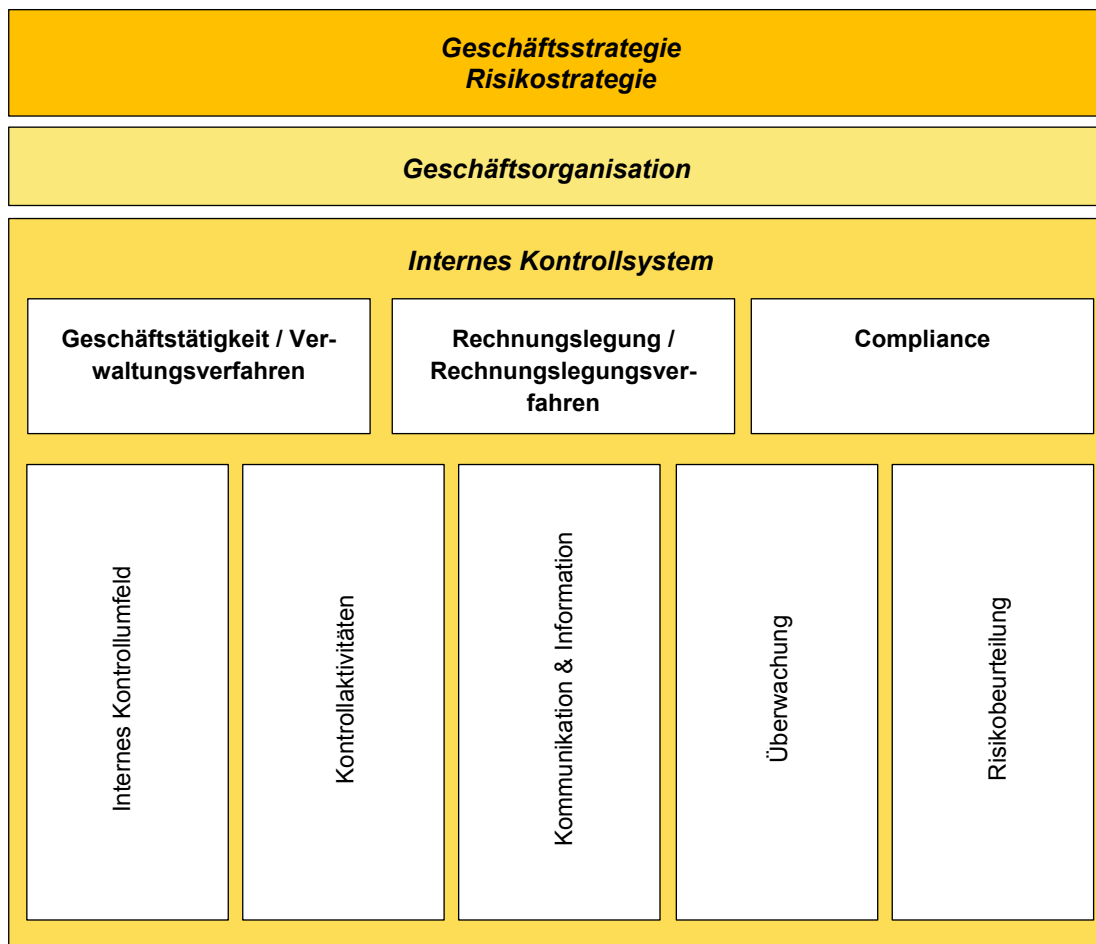 Geschäftsstrategie
Risikostrategie
Geschäftsorganisation
Internes Kontrollsystem
Geschäftstätigkeit / Ver-
waltungsverfahren
Rechnungslegung /
Rechnungslegungsver-
fahren
Compliance
Internes Kontrollumfeld
Kontrollaktivitäten
Kommunikation & Information
Überwachung
Risikobeurteilung